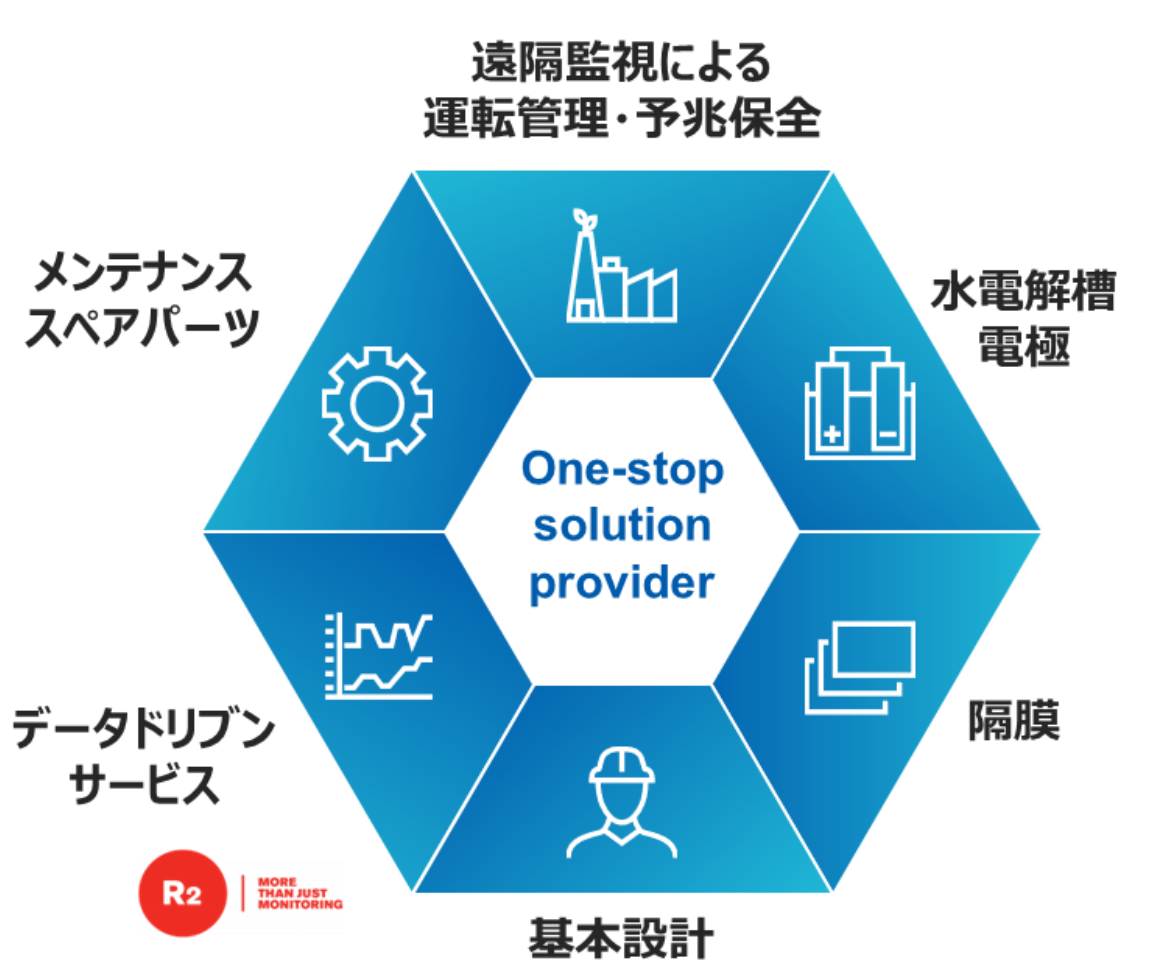 遠隔監視による
運転管理・予兆保全
メンテナンス
スペアパーツ
水電解槽
電極
One-stop
solution
provider
+ −
データドリブン
サービス
隔膜
R2
MORE
THAN JUST
MONITORING
基本設計